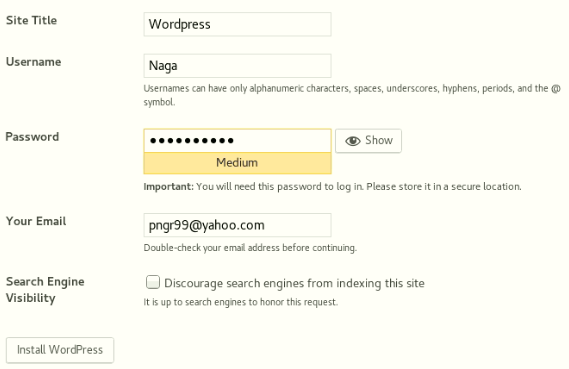 Site Title
Wordpress
Username
Naga
Usernames can have only alphanumeric characters, spaces, underscores, hyphens, periods, and the @
symbol.
Password
●●●●●●●●●●
Show
Medium
Important: You will need this password to log in. Please store it in a secure location.
Your Email
pngr99@yahoo.com
Double-check your email address before continuing.
Search Engine
Visibility
Discourage search engines from indexing this site
It is up to search engines to honor this request.
Install WordPress